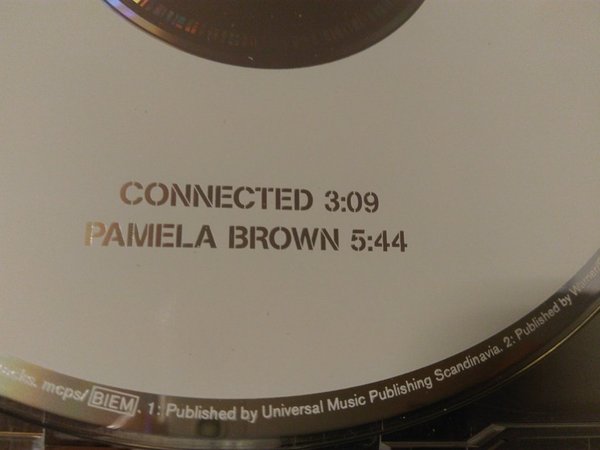 CONNECTED 3:09
PAMELA BROWN 5:44
mcps/BIEM. 1: Published by Universal Music Publishing Scandinavia. 2: Published by